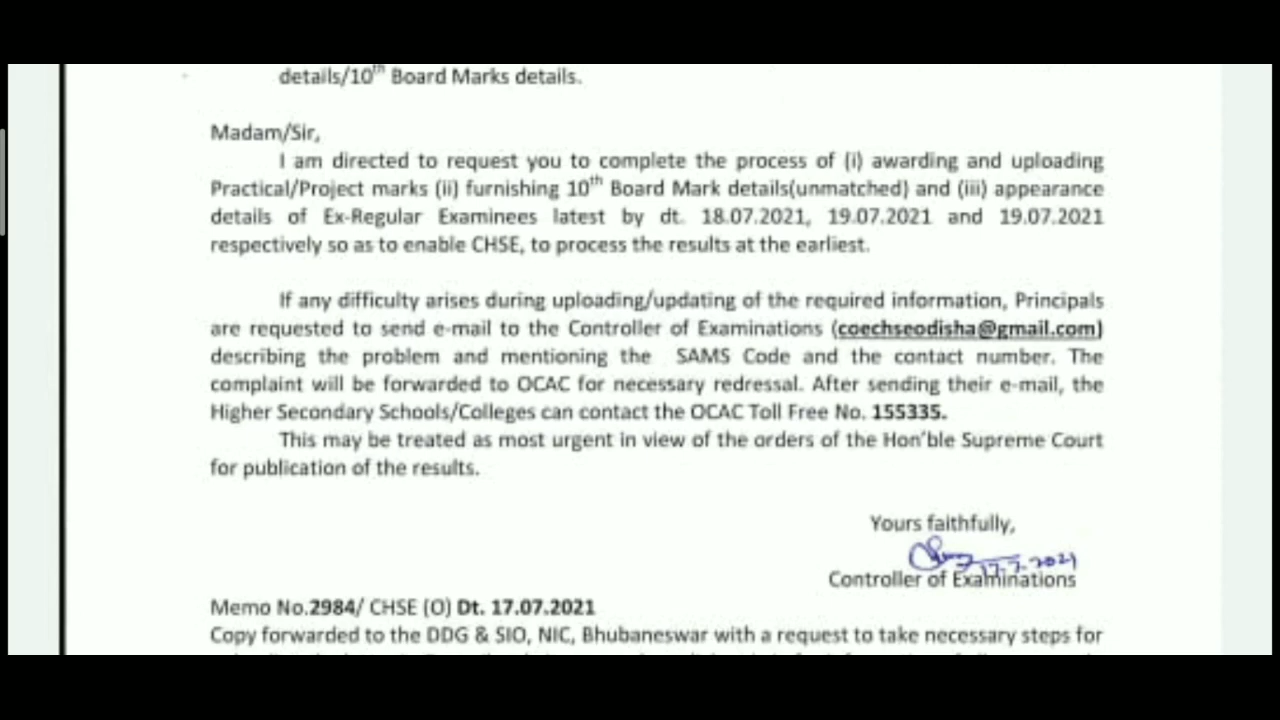 details/10th Board Marks details.
Madam/Sir,
I am directed to request you to complete the process of (i) awarding and uploading
Practical/Project marks (ii) furnishing 10th Board Mark details(unmatched) and (iii) appearance
details of Ex-Regular Examinees latest by dt. 18.07.2021, 19.07.2021 and 19.07.2021
respectively so as to enable CHSE, to process the results at the earliest.
If any difficulty arises during uploading/updating of the required information, Principals
are requested to send e-mail to the Controller of Examinations (coechseodisha@gmail.com)
describing the problem and mentioning the SAMS Code and the contact number. The
complaint will be forwarded to OCAC for necessary redressal. After sending their e-mail, the
Higher Secondary Schools/Colleges can contact the OCAC Toll Free No. 155335.
This may be treated as most urgent in view of the orders of the Hon'ble Supreme Court
for publication of the results.
Yours faithfully,
17.7.2021
Controller of Examinations
Memo No.2984/ CHSE (O) Dt. 17.07.2021
Copy forwarded to the DDG & SIO, NIC, Bhubaneswar with a request to take necessary steps for